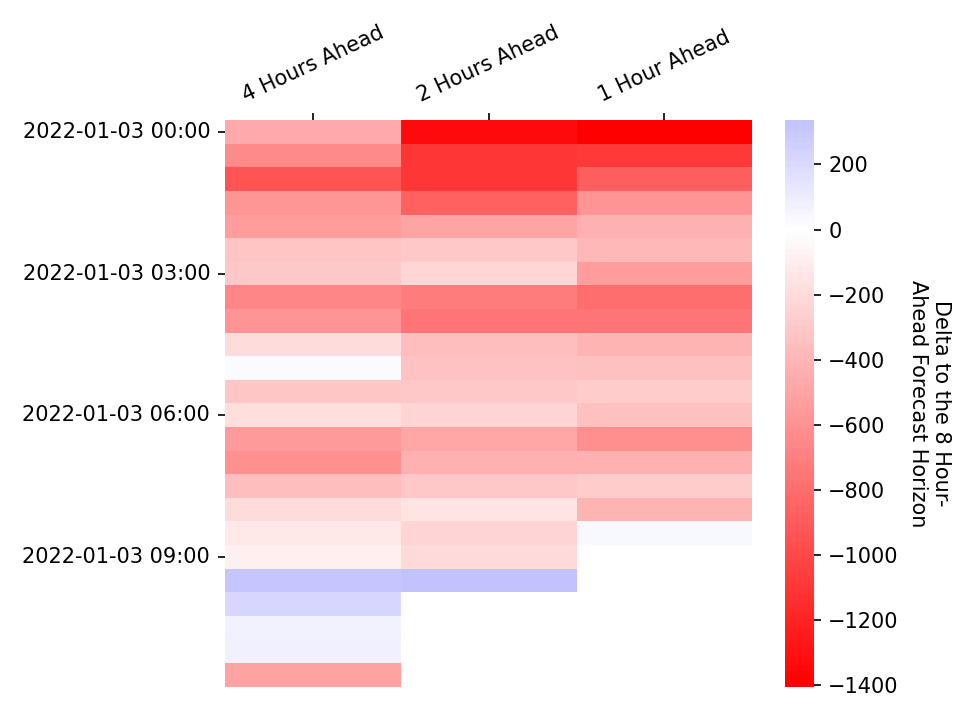 4 Hours Ahead
2 Hours Ahead
1 Hour Ahead
2022-01-03 00:00
2022-01-03 03:00
2022-01-03 06:00
2022-01-03 09:00
200
0
−200
−400
−600
−800
−1000
−1200
−1400
Delta to the 8 Hour-
Ahead Forecast Horizon